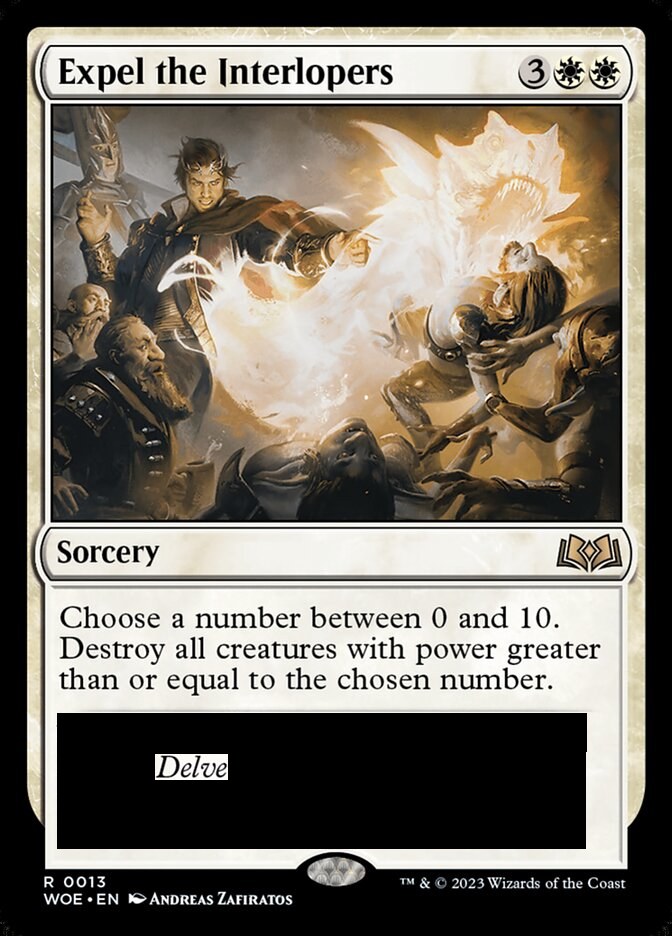 Expel the Interlopers 3
Sorcery
Choose a number between 0 and 10.
Destroy all creatures with power greater
than or equal to the chosen number.
Delve
R 0013
WOE • EN Andreas Zafiratos
™ & © 2023 Wizards of the Coast